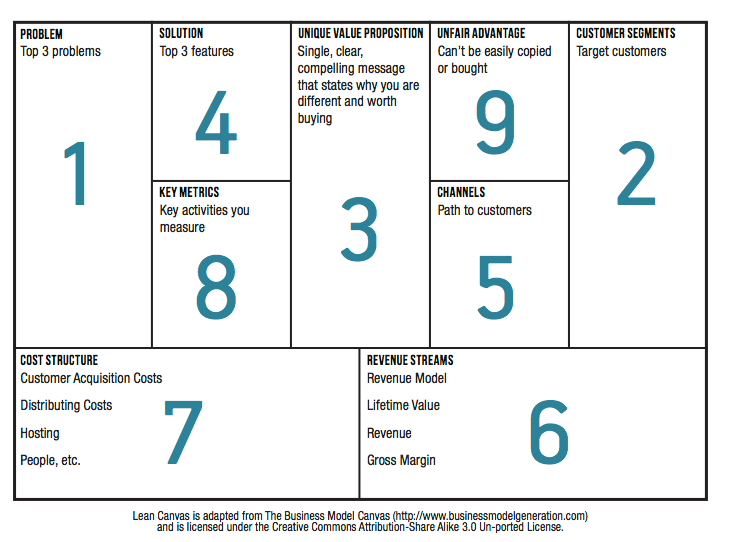 PROBLEM
Top 3 problems
1
SOLUTION
Top 3 features
4
KEY METRICS
Key activities you
measure
8
UNIQUE VALUE PROPOSITION
Single, clear,
compelling message
that states why you are
different and worth
buying
3
UNFAIR ADVANTAGE
Can't be easily copied
or bought
9
CHANNELS
Path to customers
5
CUSTOMER SEGMENTS
Target customers
2
COST STRUCTURE
Customer Acquisition Costs
Distributing Costs
Hosting
People, etc.
7
REVENUE STREAMS
Revenue Model
Lifetime Value
Revenue
Gross Margin
6
Lean Canvas is adapted from The Business Model Canvas (http://www.businessmodelgeneration.com)
and is licensed under the Creative Commons Attribution-Share Alike 3.0 Un-ported License.